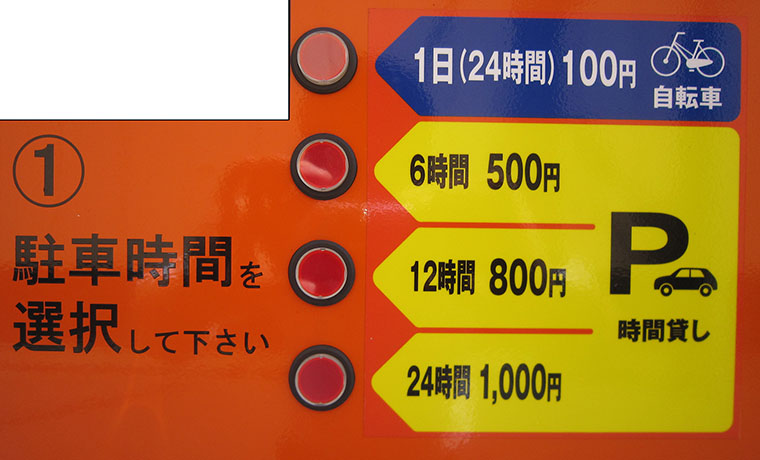 ①
駐車時間を
選択して下さい
1日(24時間)100円
自転車
6時間 500円
12時間 800円
24時間 1,000円
P
時間貸し